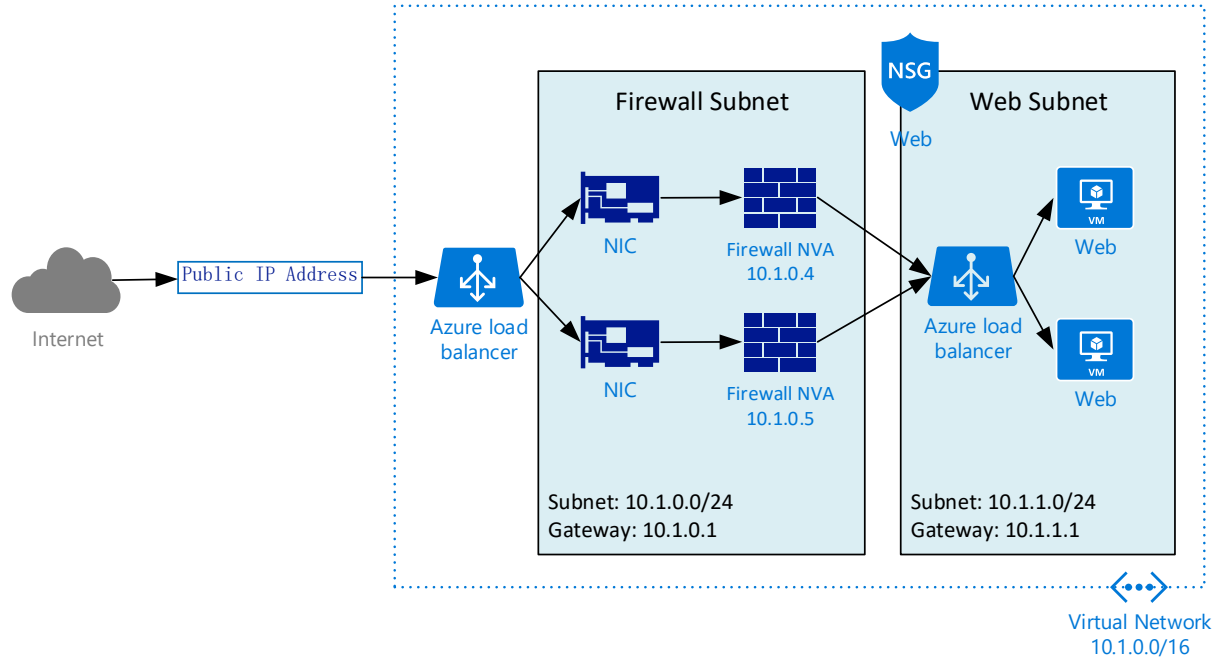 NSG
Firewall Subnet
Web Subnet
Web
NIC
Firewall NVA
10.1.0.4
VM
Web
Public IP Address
Internet
Azure load
balancer
Azure load
balancer
NIC
Firewall NVA
10.1.0.5
VM
Web
Subnet: 10.1.0.0/24
Gateway: 10.1.0.1
Subnet: 10.1.1.0/24
Gateway: 10.1.1.1
Virtual Network
10.1.0.0/16